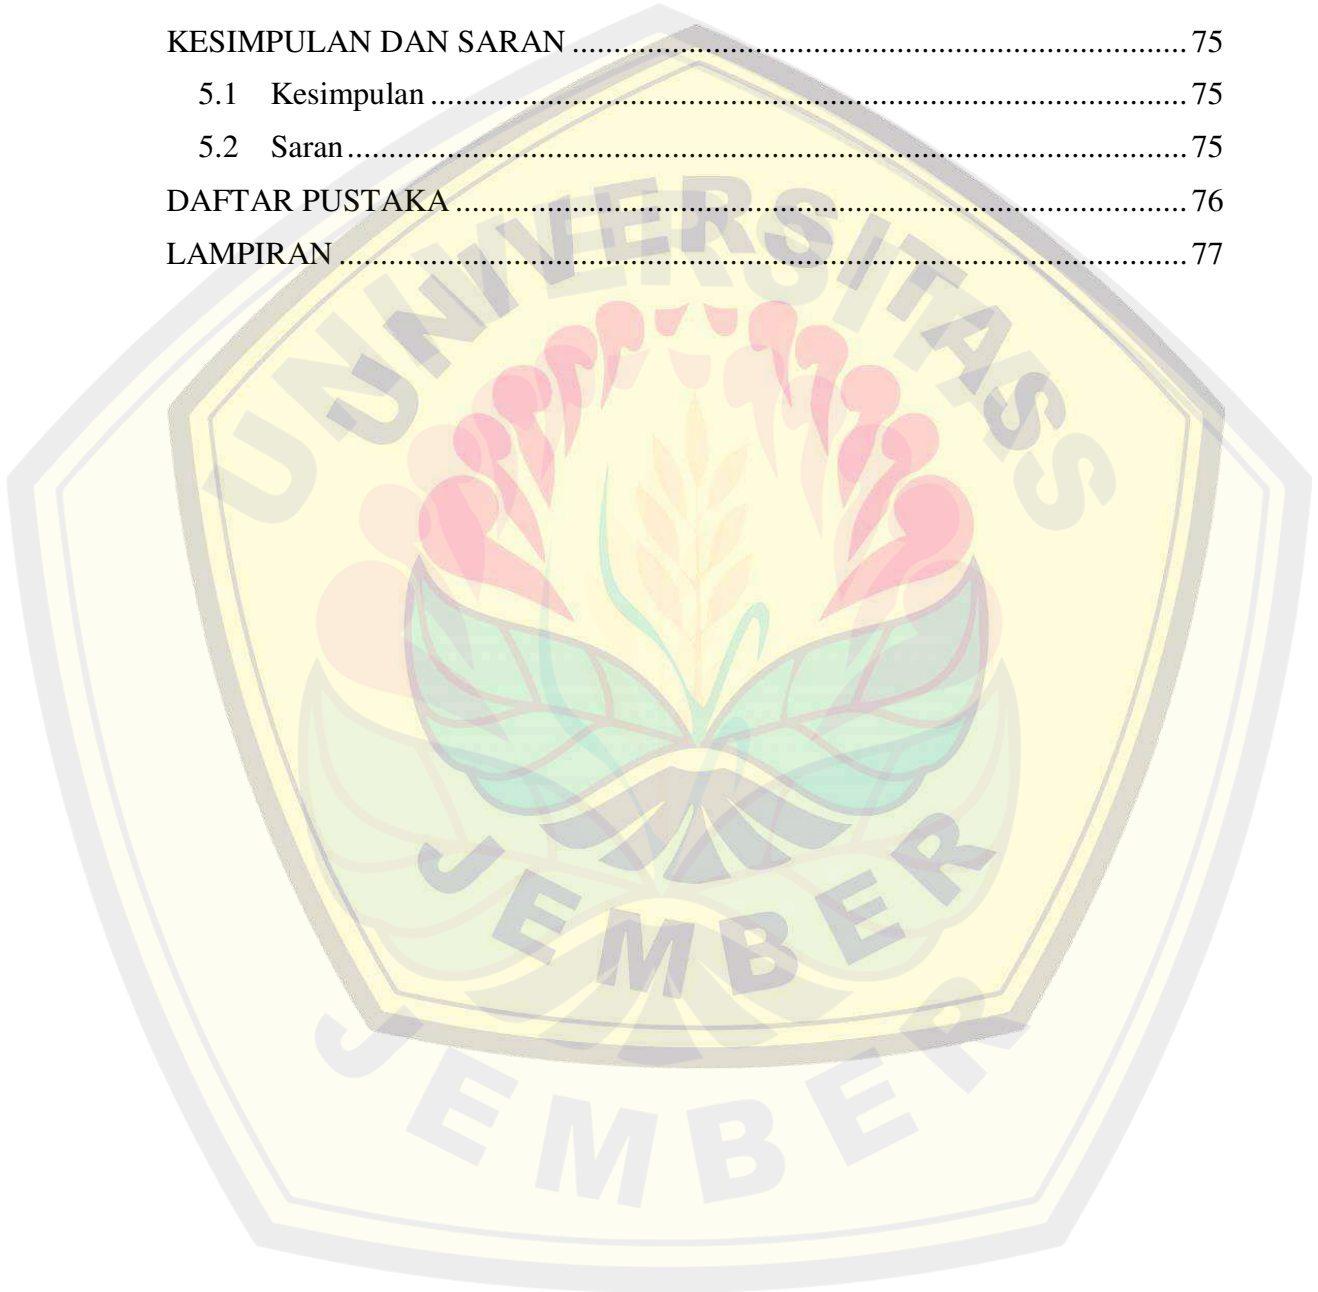 KESIMPULAN DAN SARAN ........................................................................... 75
5.1 Kesimpulan ............................................................................................ 75
5.2 Saran ...................................................................................................... 75
DAFTAR PUSTAKA ......................................................................................... 76
LAMPIRAN ....................................................................................................... 77
UNIVERSITAS
UNIVERSITAS
JEMBER
JEMBER